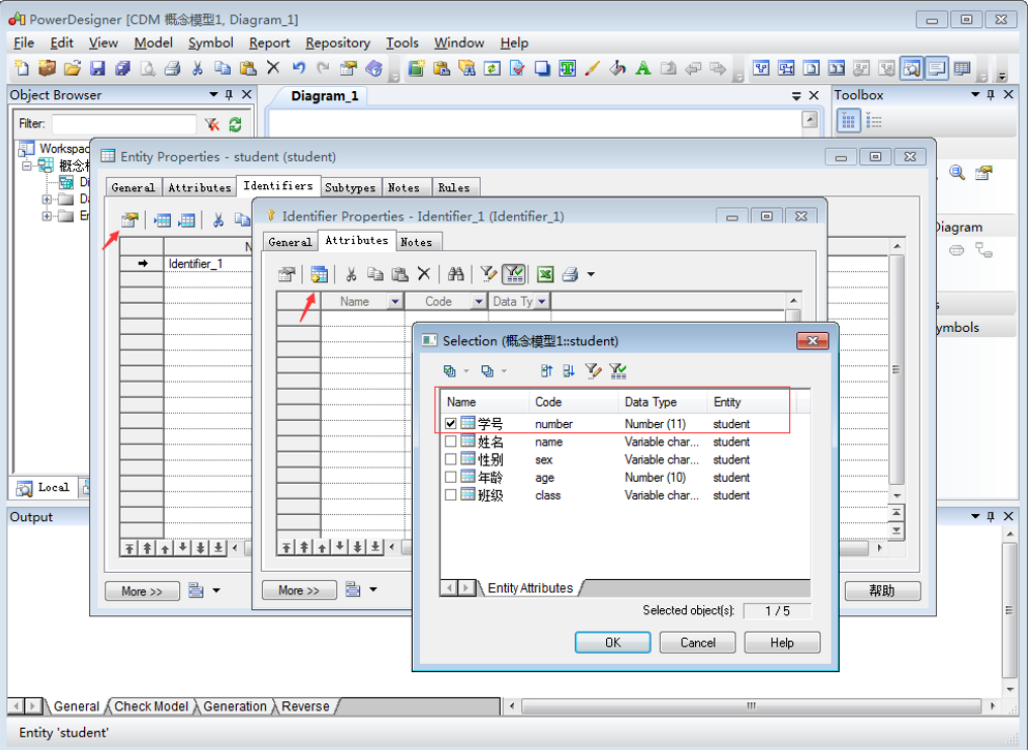 PowerDesigner [CDM 概念模型1, Diagram_1]
File Edit View Model Symbol Report Repository Tools Window Help
Object Browser
Diagram_1
Toolbox
Filter:
Workspac
概念
Entity Properties - student (student)
General Attributes Identifiers Subtypes Notes Rules
Identifier Properties - Identifier_1 (Identifier_1)
General Attributes Notes
Diagram
Identifier_1
Name Code Data Ty
ymbols
Selection (概念模型1::student)
Name Code Data Type Entity
学号 number Number (11) student
姓名 name Variable char... student
性别 sex Variable char... student
年龄 age Number (10) student
班级 class Variable char... student
Local
Output
Entity Attributes
More >>
More >>
帮助
Selected object(s): 1 / 5
OK Cancel Help
General Check Model Generation Reverse
Entity 'student'